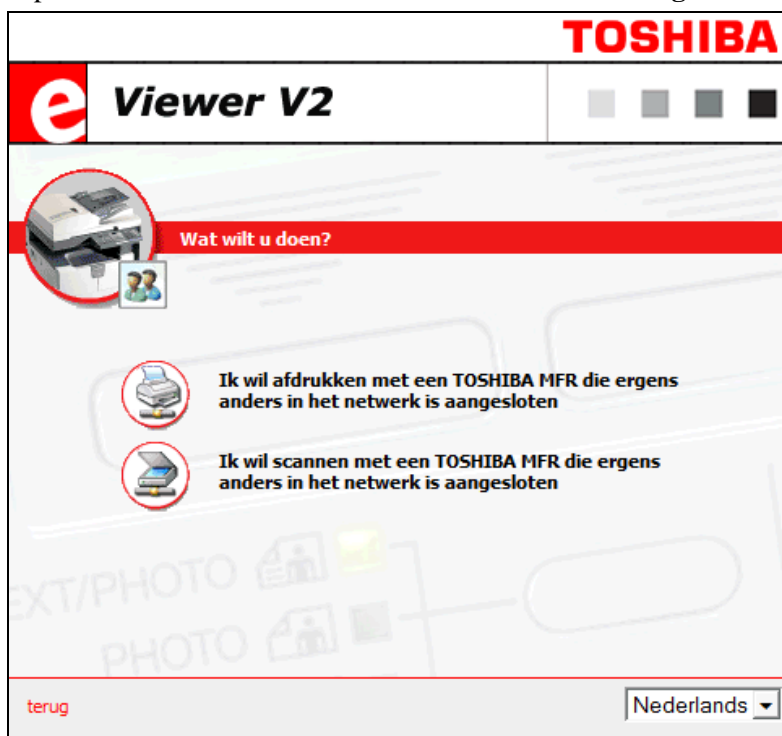 TOSHIBA
e Viewer V2
Wat wilt u doen?
Ik wil afdrukken met een TOSHIBA MFR die ergens
anders in het netwerk is aangesloten
Ik wil scannen met een TOSHIBA MFR die ergens
anders in het netwerk is aangesloten
EXT/PHOTO
PHOTO
terug
Nederlands